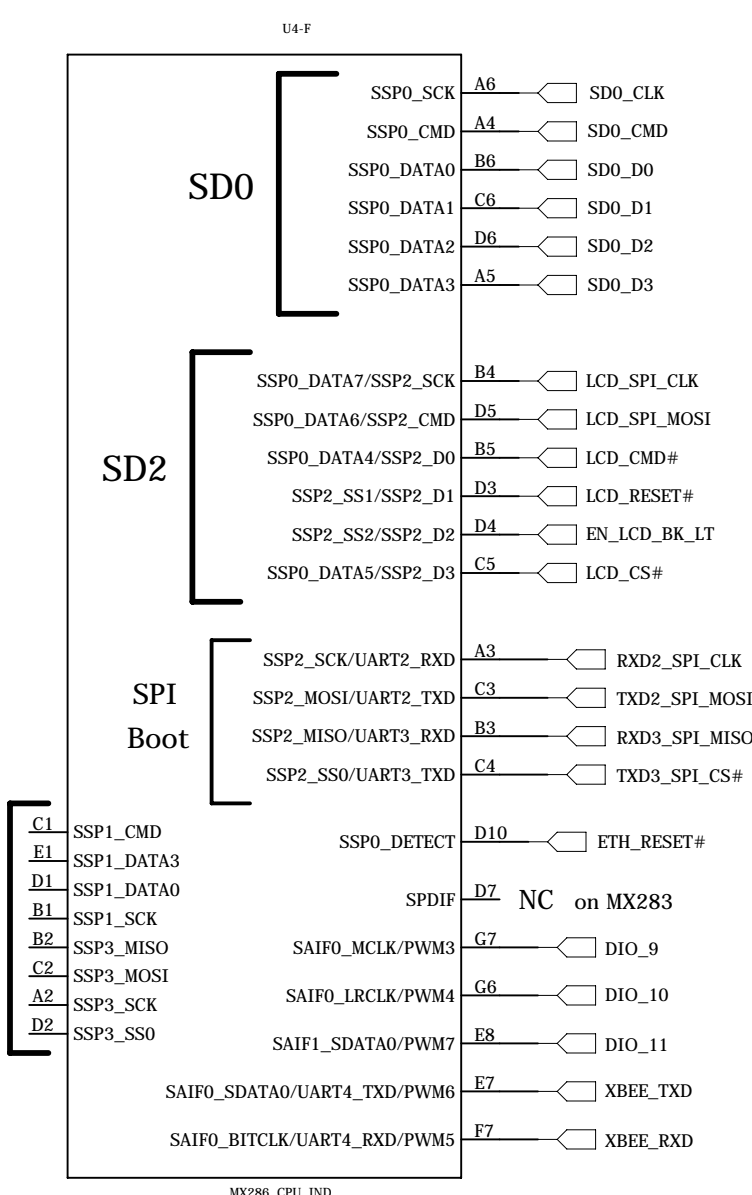 U4-F
SD0
SSP0_SCK A6 SD0_CLK
SSP0_CMD A4 SD0_CMD
SSP0_DATA0 B6 SD0_D0
SSP0_DATA1 C6 SD0_D1
SSP0_DATA2 D6 SD0_D2
SSP0_DATA3 A5 SD0_D3
SD2
SSP0_DATA7/SSP2_SCK B4 LCD_SPI_CLK
SSP0_DATA6/SSP2_CMD D5 LCD_SPI_MOSI
SSP0_DATA4/SSP2_D0 B5 LCD_CMD#
SSP2_SS1/SSP2_D1 D3 LCD_RESET#
SSP2_SS2/SSP2_D2 D4 EN_LCD_BK_LT
SSP0_DATA5/SSP2_D3 C5 LCD_CS#
SPI
Boot
SSP2_SCK/UART2_RXD A3 RXD2_SPI_CLK
SSP2_MOSI/UART2_TXD C3 TXD2_SPI_MOSI
SSP2_MISO/UART3_RXD B3 RXD3_SPI_MISO
SSP2_SS0/UART3_TXD C4 TXD3_SPI_CS#
C1 SSP1_CMD
E1 SSP1_DATA3
D1 SSP1_DATA0
B1 SSP1_SCK
B2 SSP3_MISO
C2 SSP3_MOSI
A2 SSP3_SCK
D2 SSP3_SS0
SSP0_DETECT D10 ETH_RESET#
SPDIF D7 NC on MX283
SAIF0_MCLK/PWM3 G7 DIO_9
SAIF0_LRCLK/PWM4 G6 DIO_10
SAIF1_SDATA0/PWM7 E8 DIO_11
SAIF0_SDATA0/UART4_TXD/PWM6 E7 XBEE_TXD
SAIF0_BITCLK/UART4_RXD/PWM5 F7 XBEE_RXD
MX286_CPU_IND